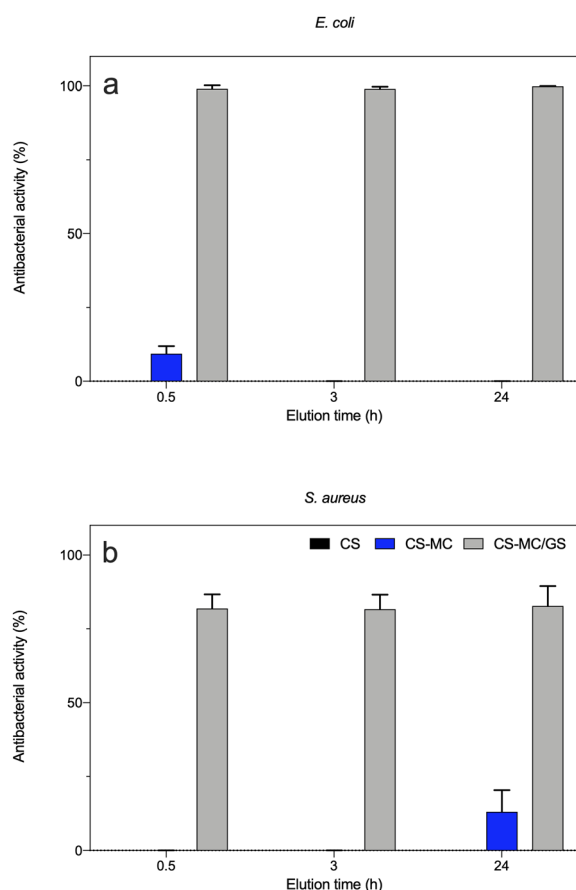 E. coli
a
Antibacterial activity (%)
100
50
0
0.5 3 24
Elution time (h)
S. aureus
b
CS CS-MC CS-MC/GS
Antibacterial activity (%)
100
50
0
0.5 3 24
Elution time (h)